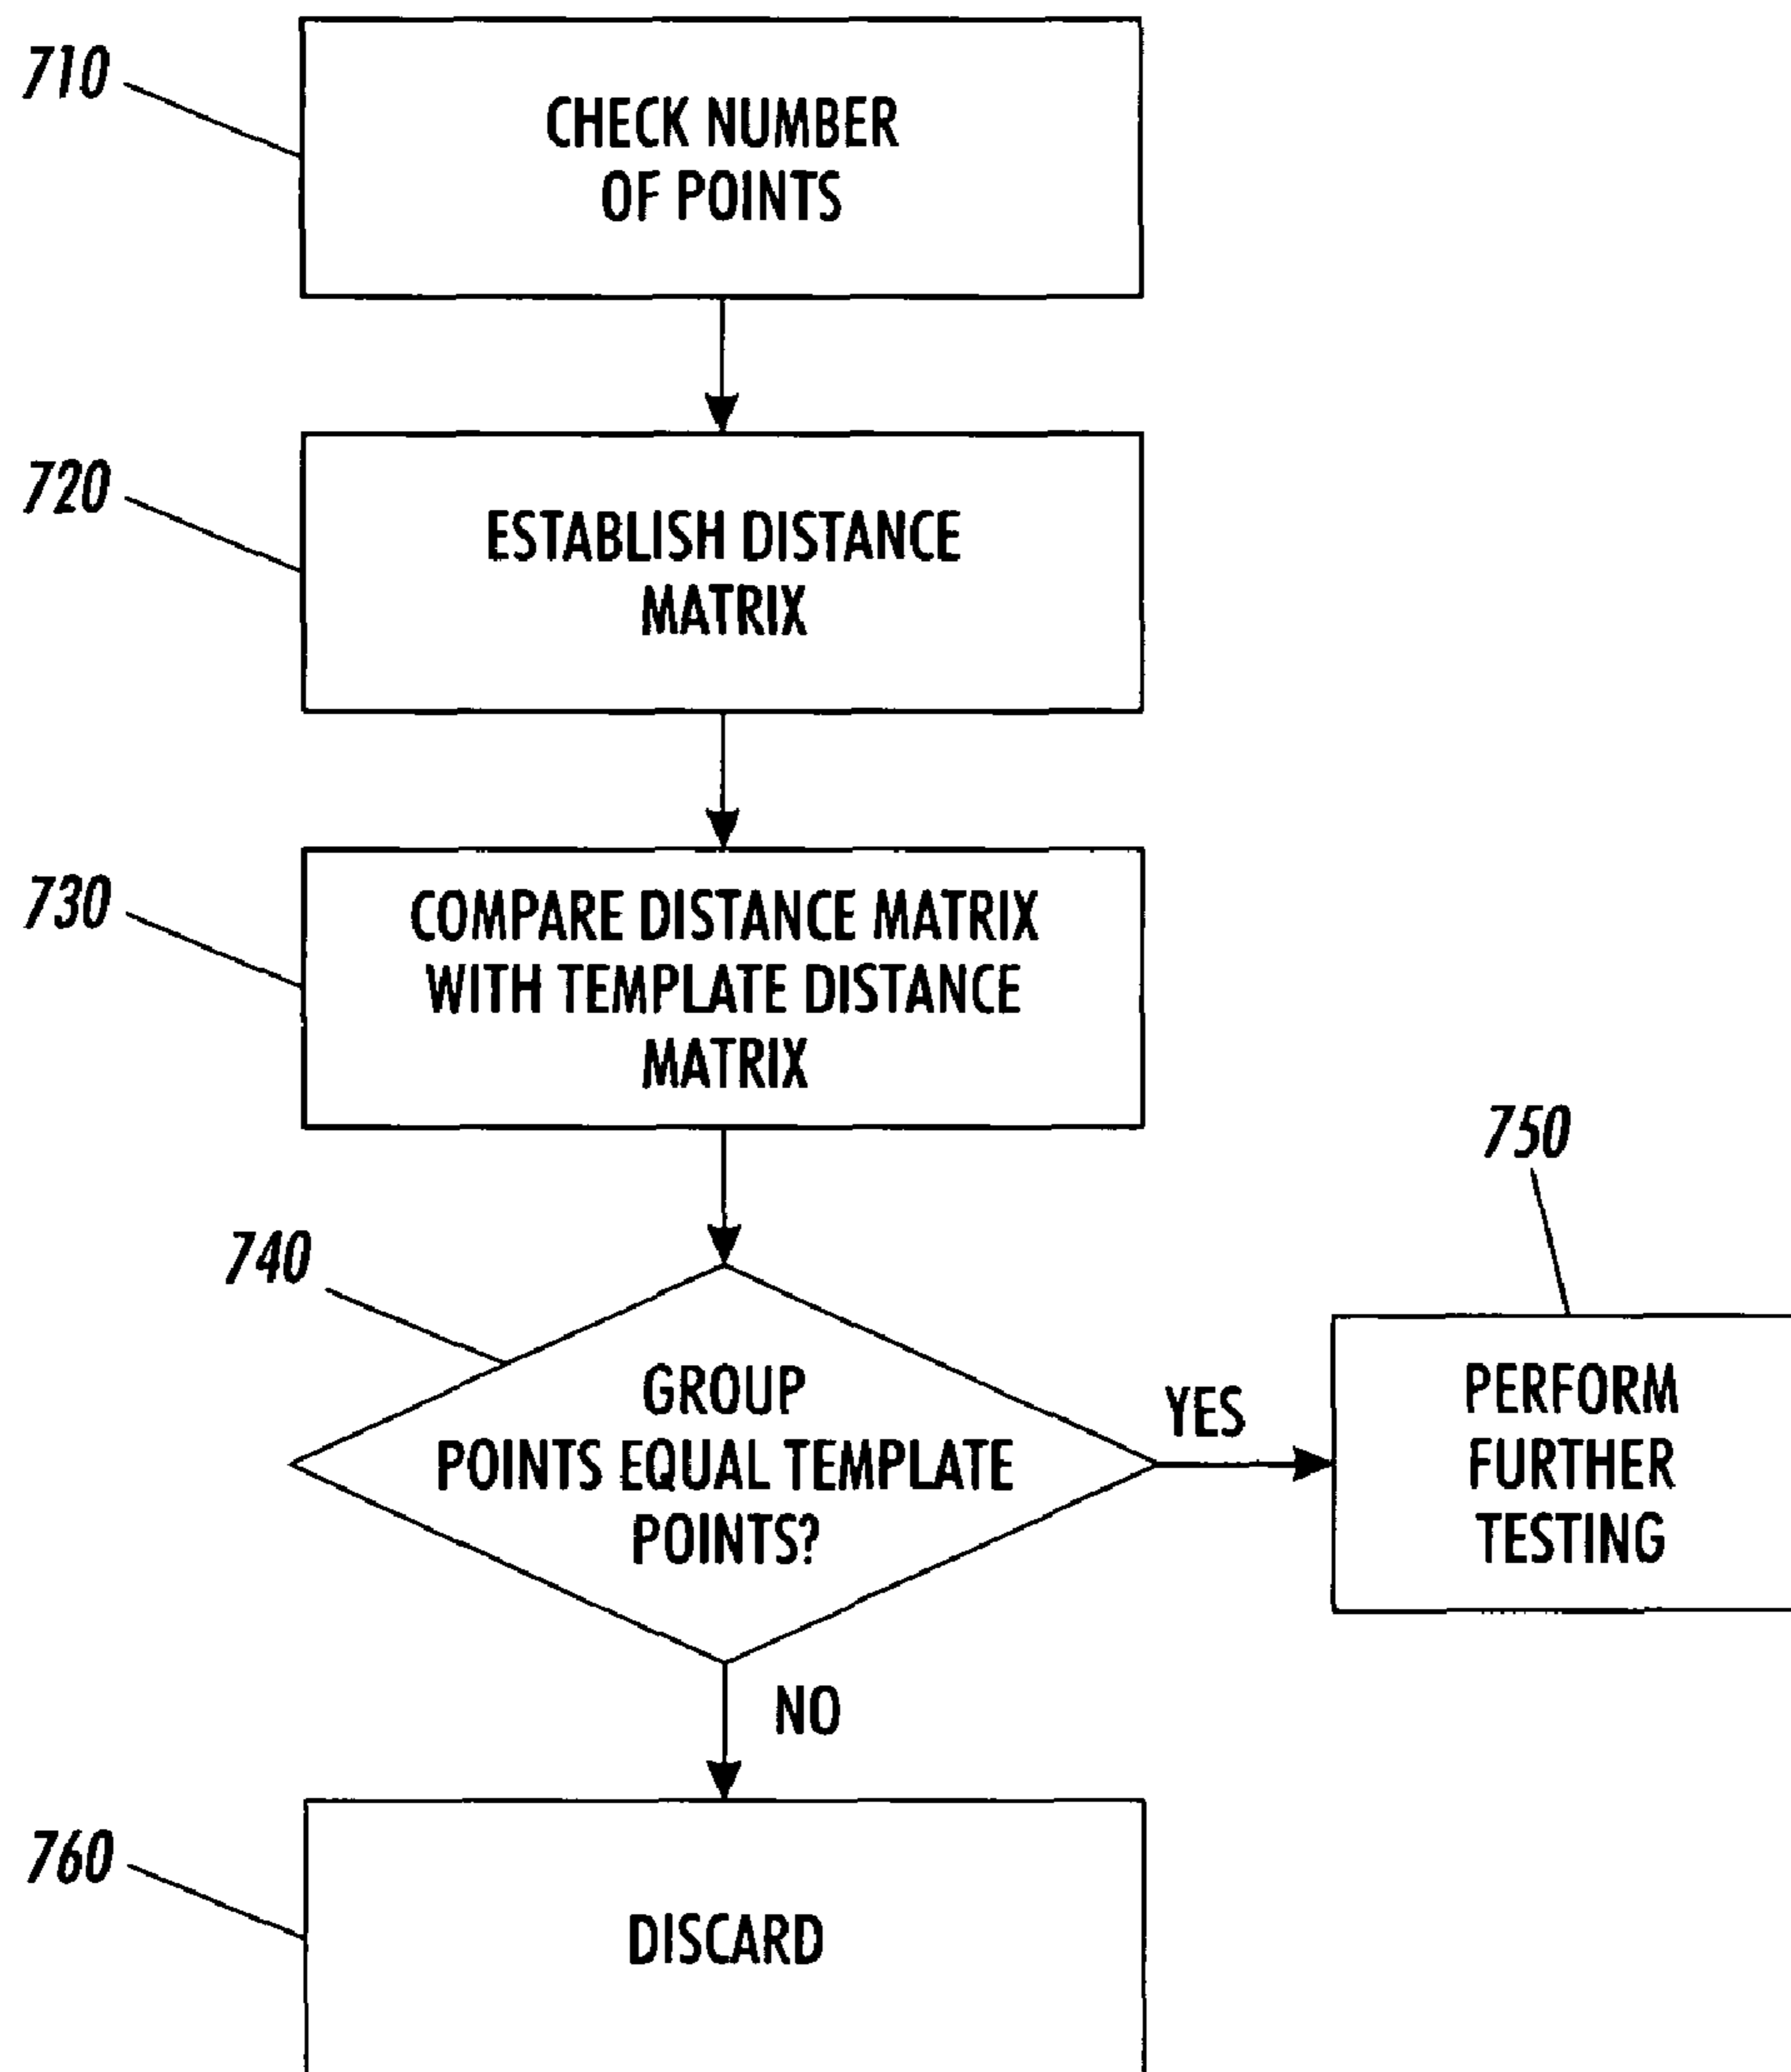 710
CHECK NUMBER
OF POINTS
720
ESTABLISH DISTANCE
MATRIX
730
COMPARE DISTANCE MATRIX
WITH TEMPLATE DISTANCE
MATRIX
740
GROUP
POINTS EQUAL TEMPLATE
POINTS?
YES
750
PERFORM
FURTHER
TESTING
NO
760
DISCARD